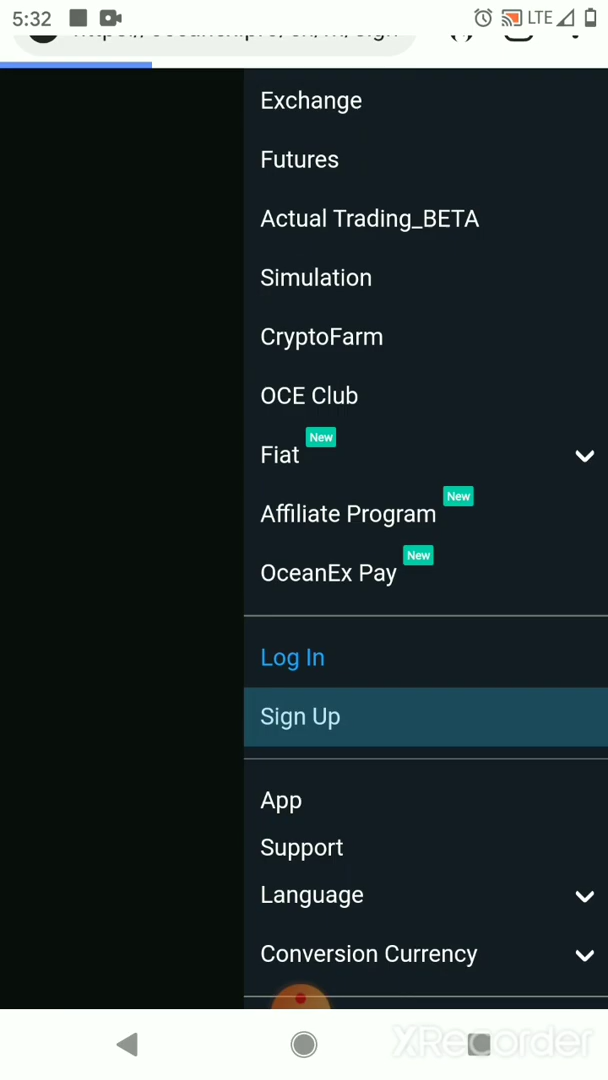 5:32 LTE
Exchange
Futures
Actual Trading_BETA
Simulation
CryptoFarm
OCE Club
Fiat New
Affiliate Program New
OceanEx Pay New
Log In
Sign Up
App
Support
Language
Conversion Currency
XRecorder